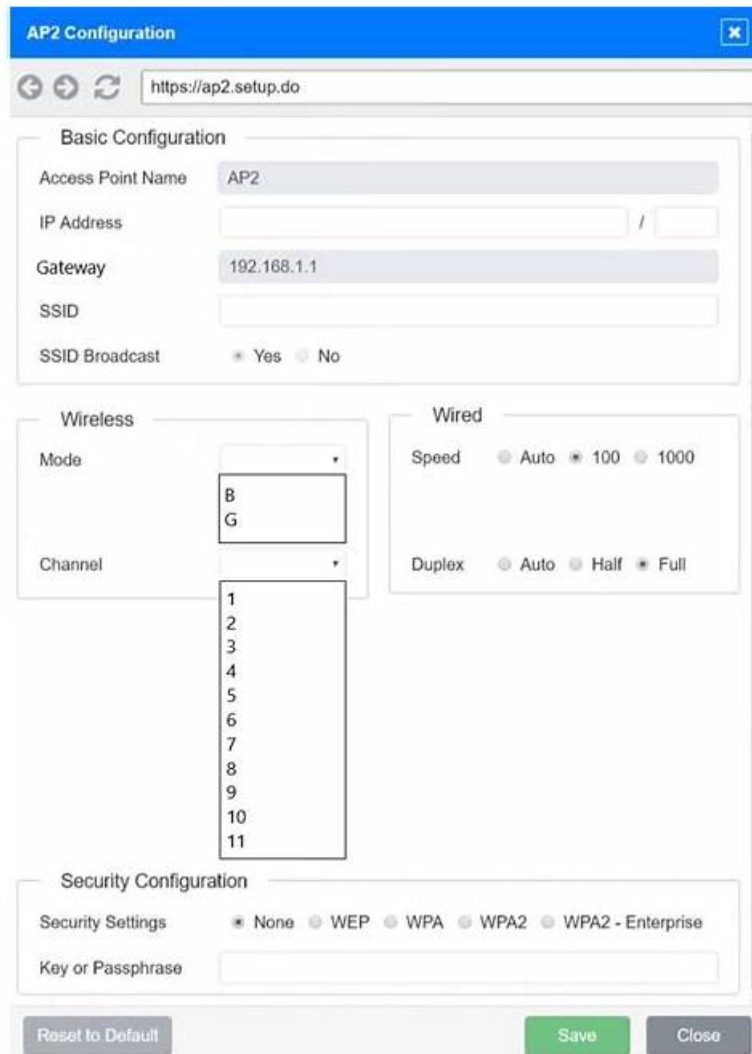 AP2 Configuration
https://ap2.setup.do
Basic Configuration
Access Point Name AP2
IP Address /
Gateway 192.168.1.1
SSID
SSID Broadcast Yes No
Wireless
Mode
B
G
Channel
1
2
3
4
5
6
7
8
9
10
11
Wired
Speed Auto 100 1000
Duplex Auto Half Full
Security Configuration
Security Settings None WEP WPA WPA2 WPA2 - Enterprise
Key or Passphrase
Reset to Default Save Close